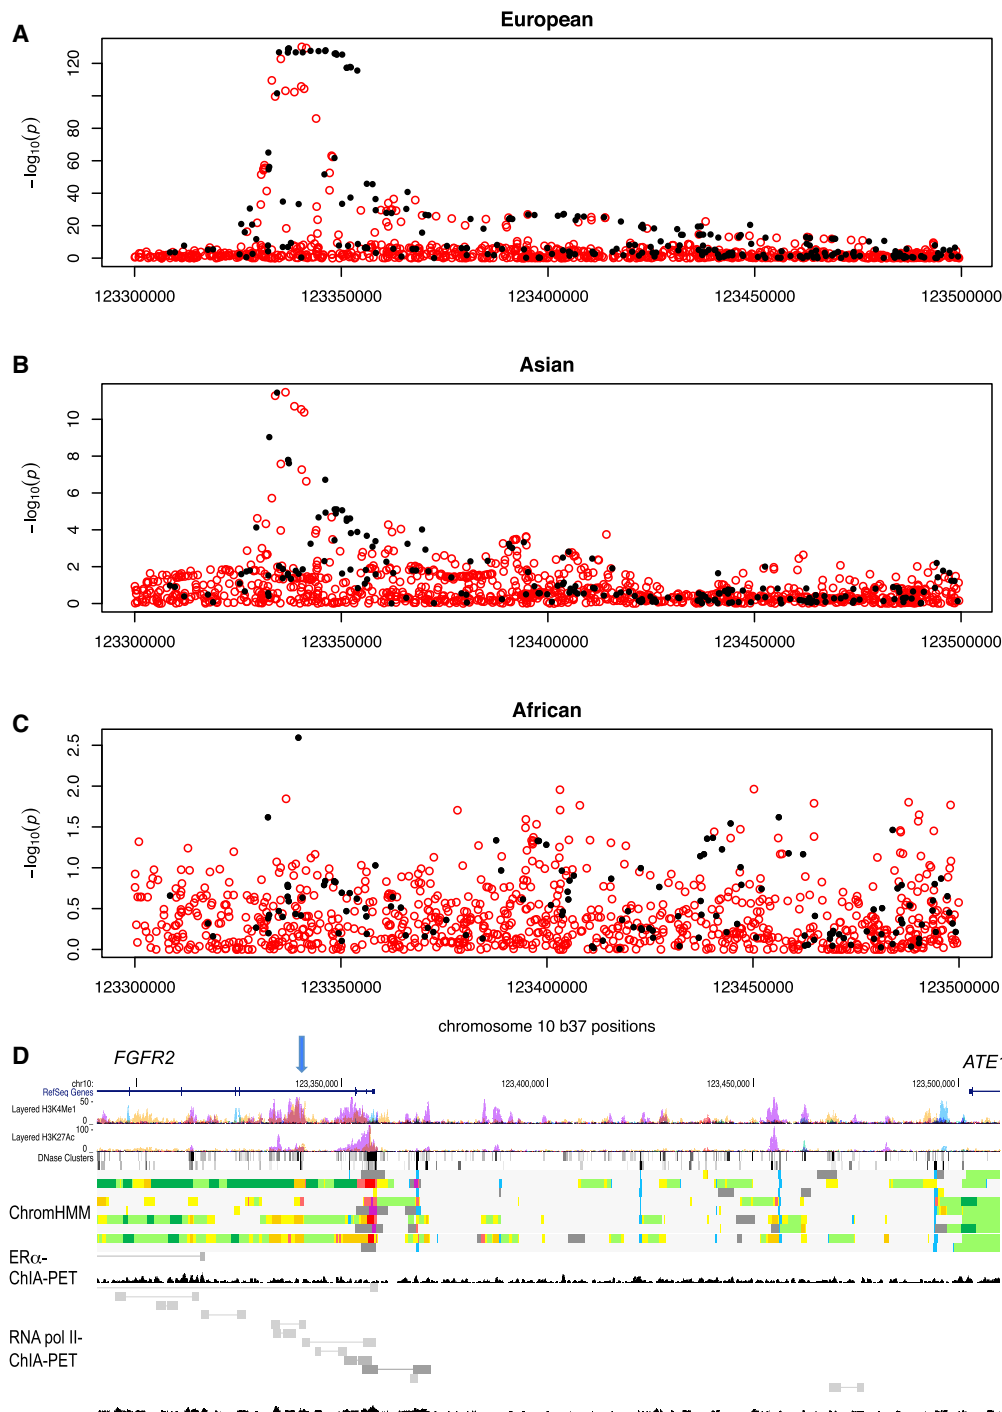 A
European
−log10(p)
0 20 40 60 80 120
123300000 123350000 123400000 123450000 123500000
B
Asian
−log10(p)
0 2 4 6 8 10
123300000 123350000 123400000 123450000 123500000
C
African
−log10(p)
0.0 0.5 1.0 1.5 2.0 2.5
123300000 123350000 123400000 123450000 123500000
chromosome 10 b37 positions
D
FGFR2 ATE1
chr10: 123,350,000 123,400,000 123,450,000 123,500,000
RefSeq Genes
50 -
Layered H3K4Me1
0 -
100 -
Layered H3K27Ac
0 -
DNase Clusters
ChromHMM
ERα-
ChIA-PET
RNA pol II-
ChIA-PET